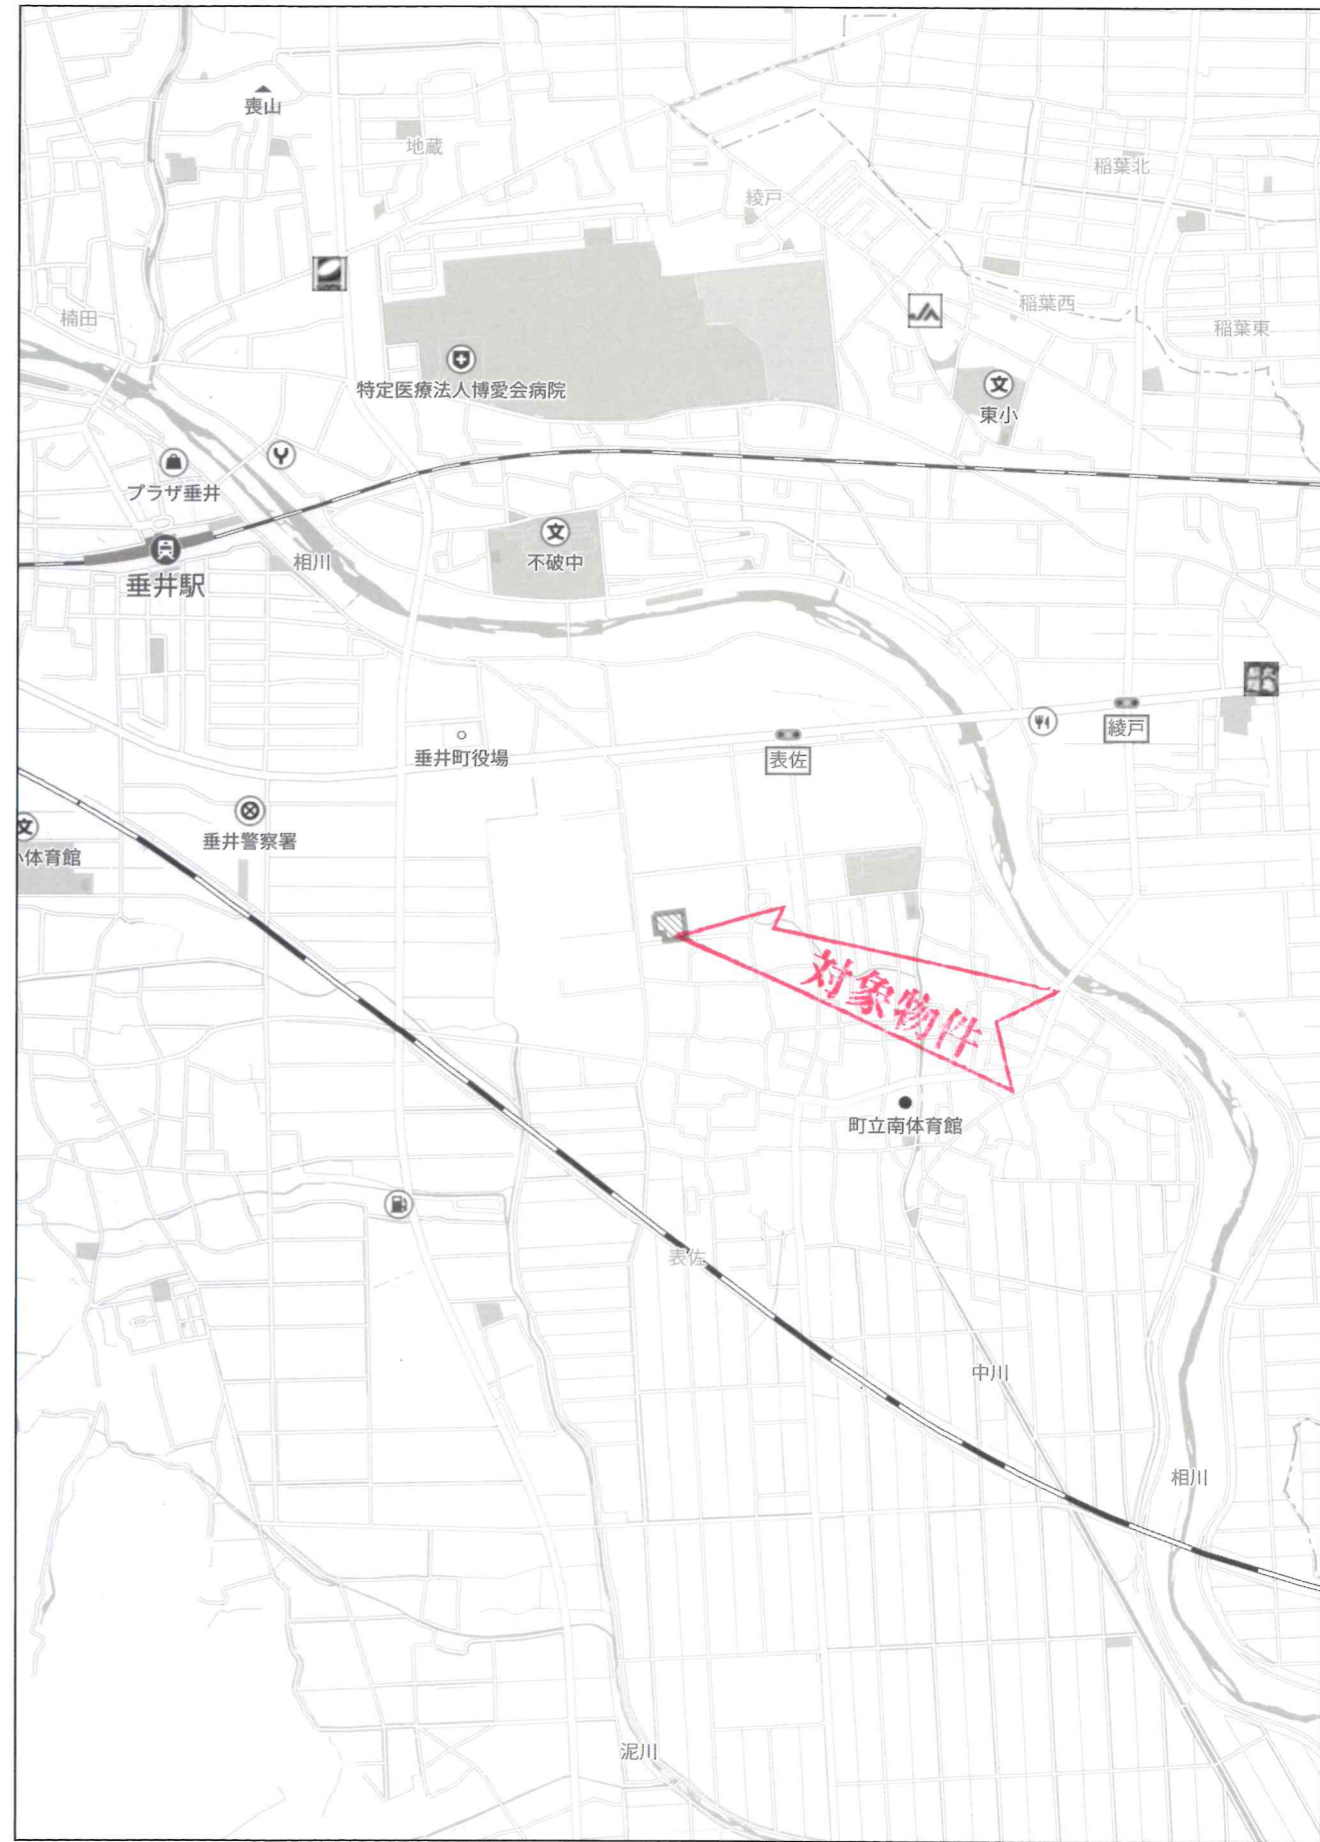 喪山
地蔵
稲葉北
綾戸
楠田
稲葉西
稲葉東
特定医療法人博愛会病院
文
東小
プラザ垂井
文
不破中
相川
垂井駅
綾戸
表佐
垂井町役場
文
垂井警察署
小体育館
対象物件
町立南体育館
表佐
中川
相川
泥川